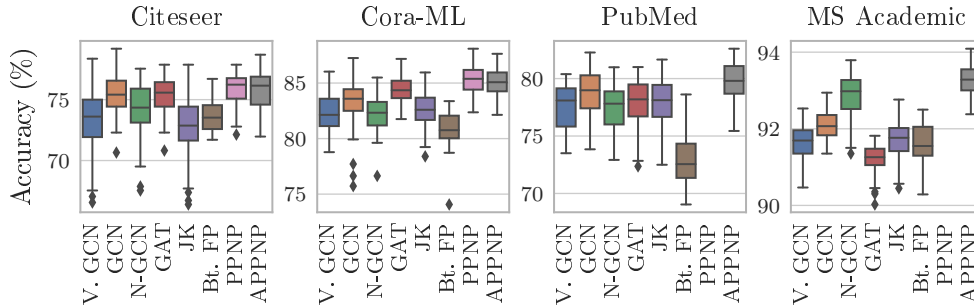 Citeseer
Cora-ML
PubMed
MS Academic
Accuracy (%)
75
70
85
80
75
80
75
70
94
92
90
V. GCN
GCN
N-GCN
GAT
JK
Bt. FP
PPNP
APPNP
V. GCN
GCN
N-GCN
GAT
JK
Bt. FP
PPNP
APPNP
V. GCN
GCN
N-GCN
GAT
JK
Bt. FP
PPNP
APPNP
V. GCN
GCN
N-GCN
GAT
JK
Bt. FP
PPNP
APPNP